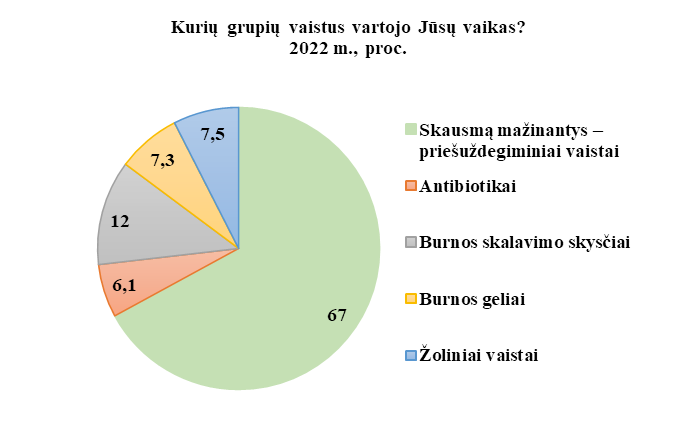 Kurių grupių vaistus vartojo Jūsų vaikas?
2022 m., proc.
7,5
7,3
12
6,1
67
Skausmą mažinantys –
priešuždegiminiai vaistai
Antibiotikai
Burnos skalavimo skysčiai
Burnos geliai
Žoliniai vaistai